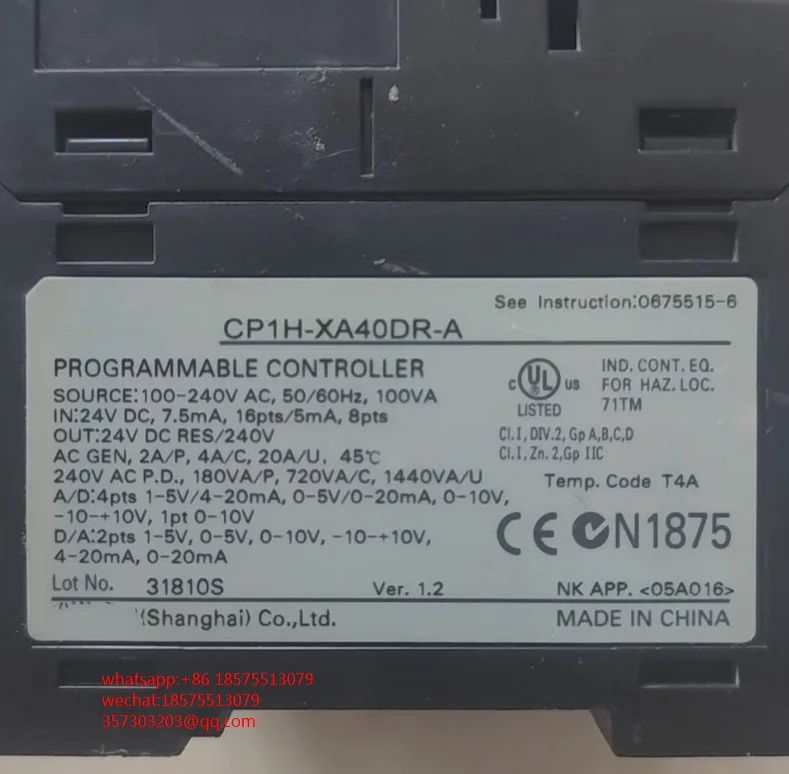 See Instruction:0675515-6
CP1H-XA40DR-A
PROGRAMMABLE CONTROLLER
SOURCE:100-240V AC, 50/60Hz, 100VA
IN:24V DC, 7.5mA, 16pts/5mA, 8pts
OUT:24V DC RES/240V
AC GEN, 2A/P, 4A/C, 20A/U, 45℃
240V AC P.D., 180VA/P, 720VA/C, 1440VA/U
A/D:4pts 1-5V/4-20mA, 0-5V/0-20mA, 0-10V,
-10-+10V, 1pt 0-10V
D/A:2pts 1-5V, 0-5V, 0-10V, -10-+10V,
4-20mA, 0-20mA
c UL us
LISTED
IND. CONT. EQ.
FOR HAZ. LOC.
71TM
Cl.I, DIV.2, Gp A,B,C,D
Cl.I, Zn.2, Gp IIC
Temp. Code T4A
CE N1875
Lot No. 31810S Ver. 1.2 NK APP. <05A016>
(Shanghai) Co.,Ltd. MADE IN CHINA
whatsapp:+86 18575513079
wechat:18575513079
357303203@qq.com